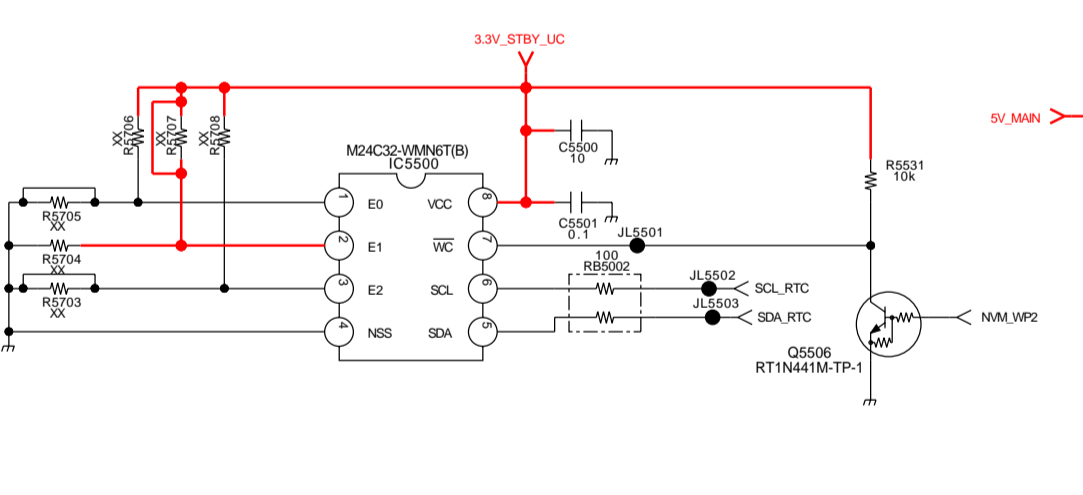 3.3V_STBY_UC
5V_MAIN
XX
R5706
XX
R5707
XX
R5708
C5500
10
M24C32-WMN6T(B)
IC5500
R5531
10k
1
E0
VCC
8
R5705
XX
C5501
0.1
JL5501
2
E1
WC
7
R5704
XX
100
RB5002
3
E2
SCL
6
JL5502
SCL_RTC
R5703
XX
JL5503
SDA_RTC
NVM_WP2
4
NSS
SDA
5
Q5506
RT1N441M-TP-1